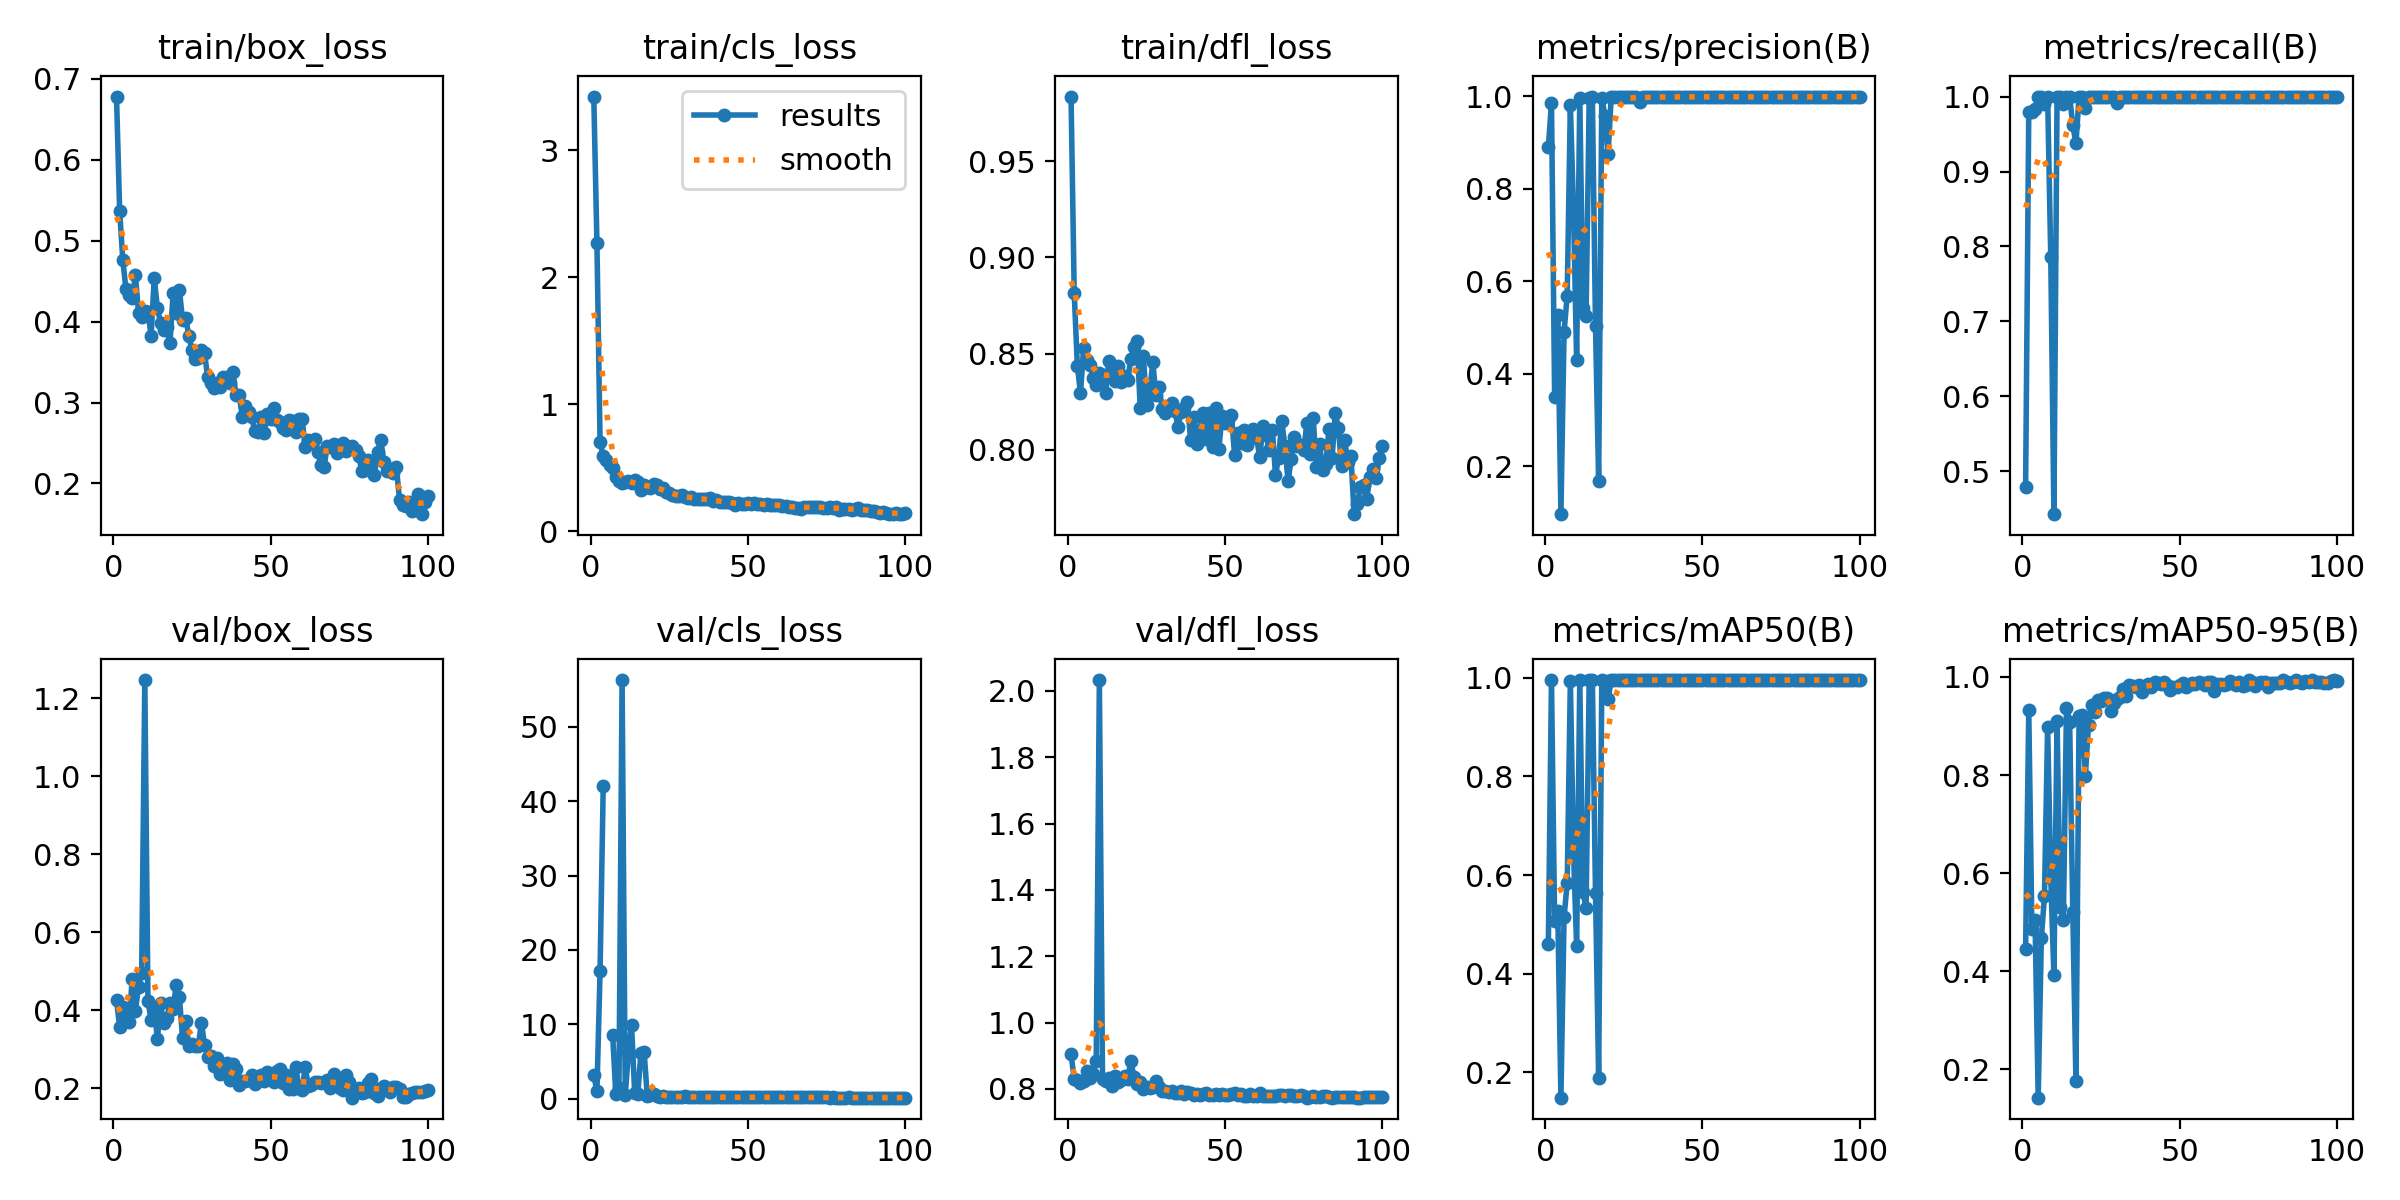 train/box_loss
0.7
0.6
0.5
0.4
0.3
0.2
0 50 100
train/cls_loss
results
smooth
3
2
1
0
0 50 100
train/dfl_loss
0.95
0.90
0.85
0.80
0 50 100
metrics/precision(B)
1.0
0.8
0.6
0.4
0.2
0 50 100
metrics/recall(B)
1.0
0.9
0.8
0.7
0.6
0.5
0 50 100
val/box_loss
1.2
1.0
0.8
0.6
0.4
0.2
0 50 100
val/cls_loss
50
40
30
20
10
0
0 50 100
val/dfl_loss
2.0
1.8
1.6
1.4
1.2
1.0
0.8
0 50 100
metrics/mAP50(B)
1.0
0.8
0.6
0.4
0.2
0 50 100
metrics/mAP50-95(B)
1.0
0.8
0.6
0.4
0.2
0 50 100